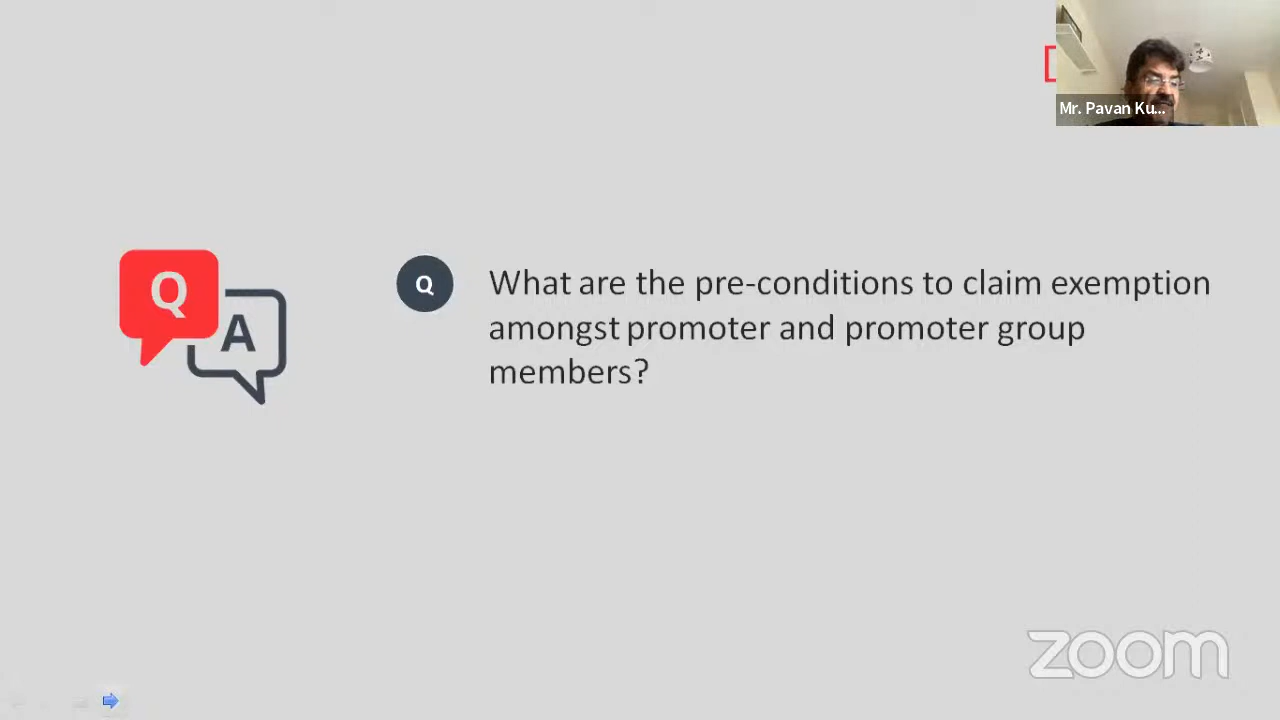 Mr. Pavan Ku...
Q
A
Q
What are the pre-conditions to claim exemption
amongst promoter and promoter group
members?
zoom